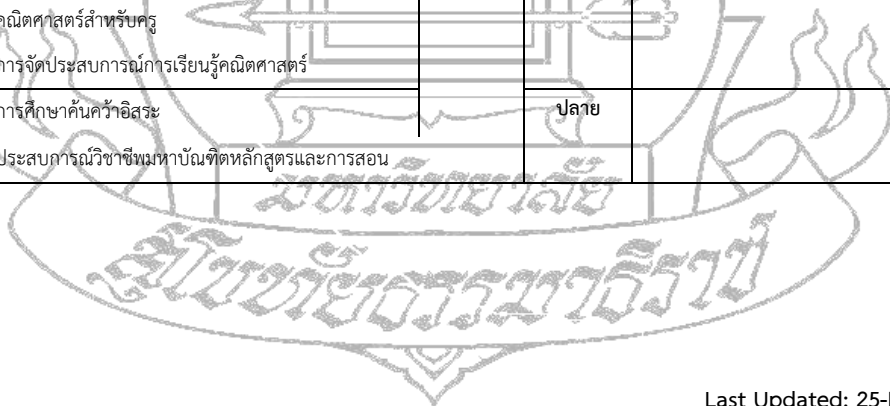 คณิตศาสตร์สำหรับครู
การจัดประสบการณ์การเรียนรู้คณิตศาสตร์
การศึกษาค้นคว้าอิสระ
ปลาย
ประสบการณ์วิชาชีพมหาบัณฑิตหลักสูตรและการสอน
มหาวิทยาลัย
สุโขทัยธรรมาธิราช
Last Updated: 25-